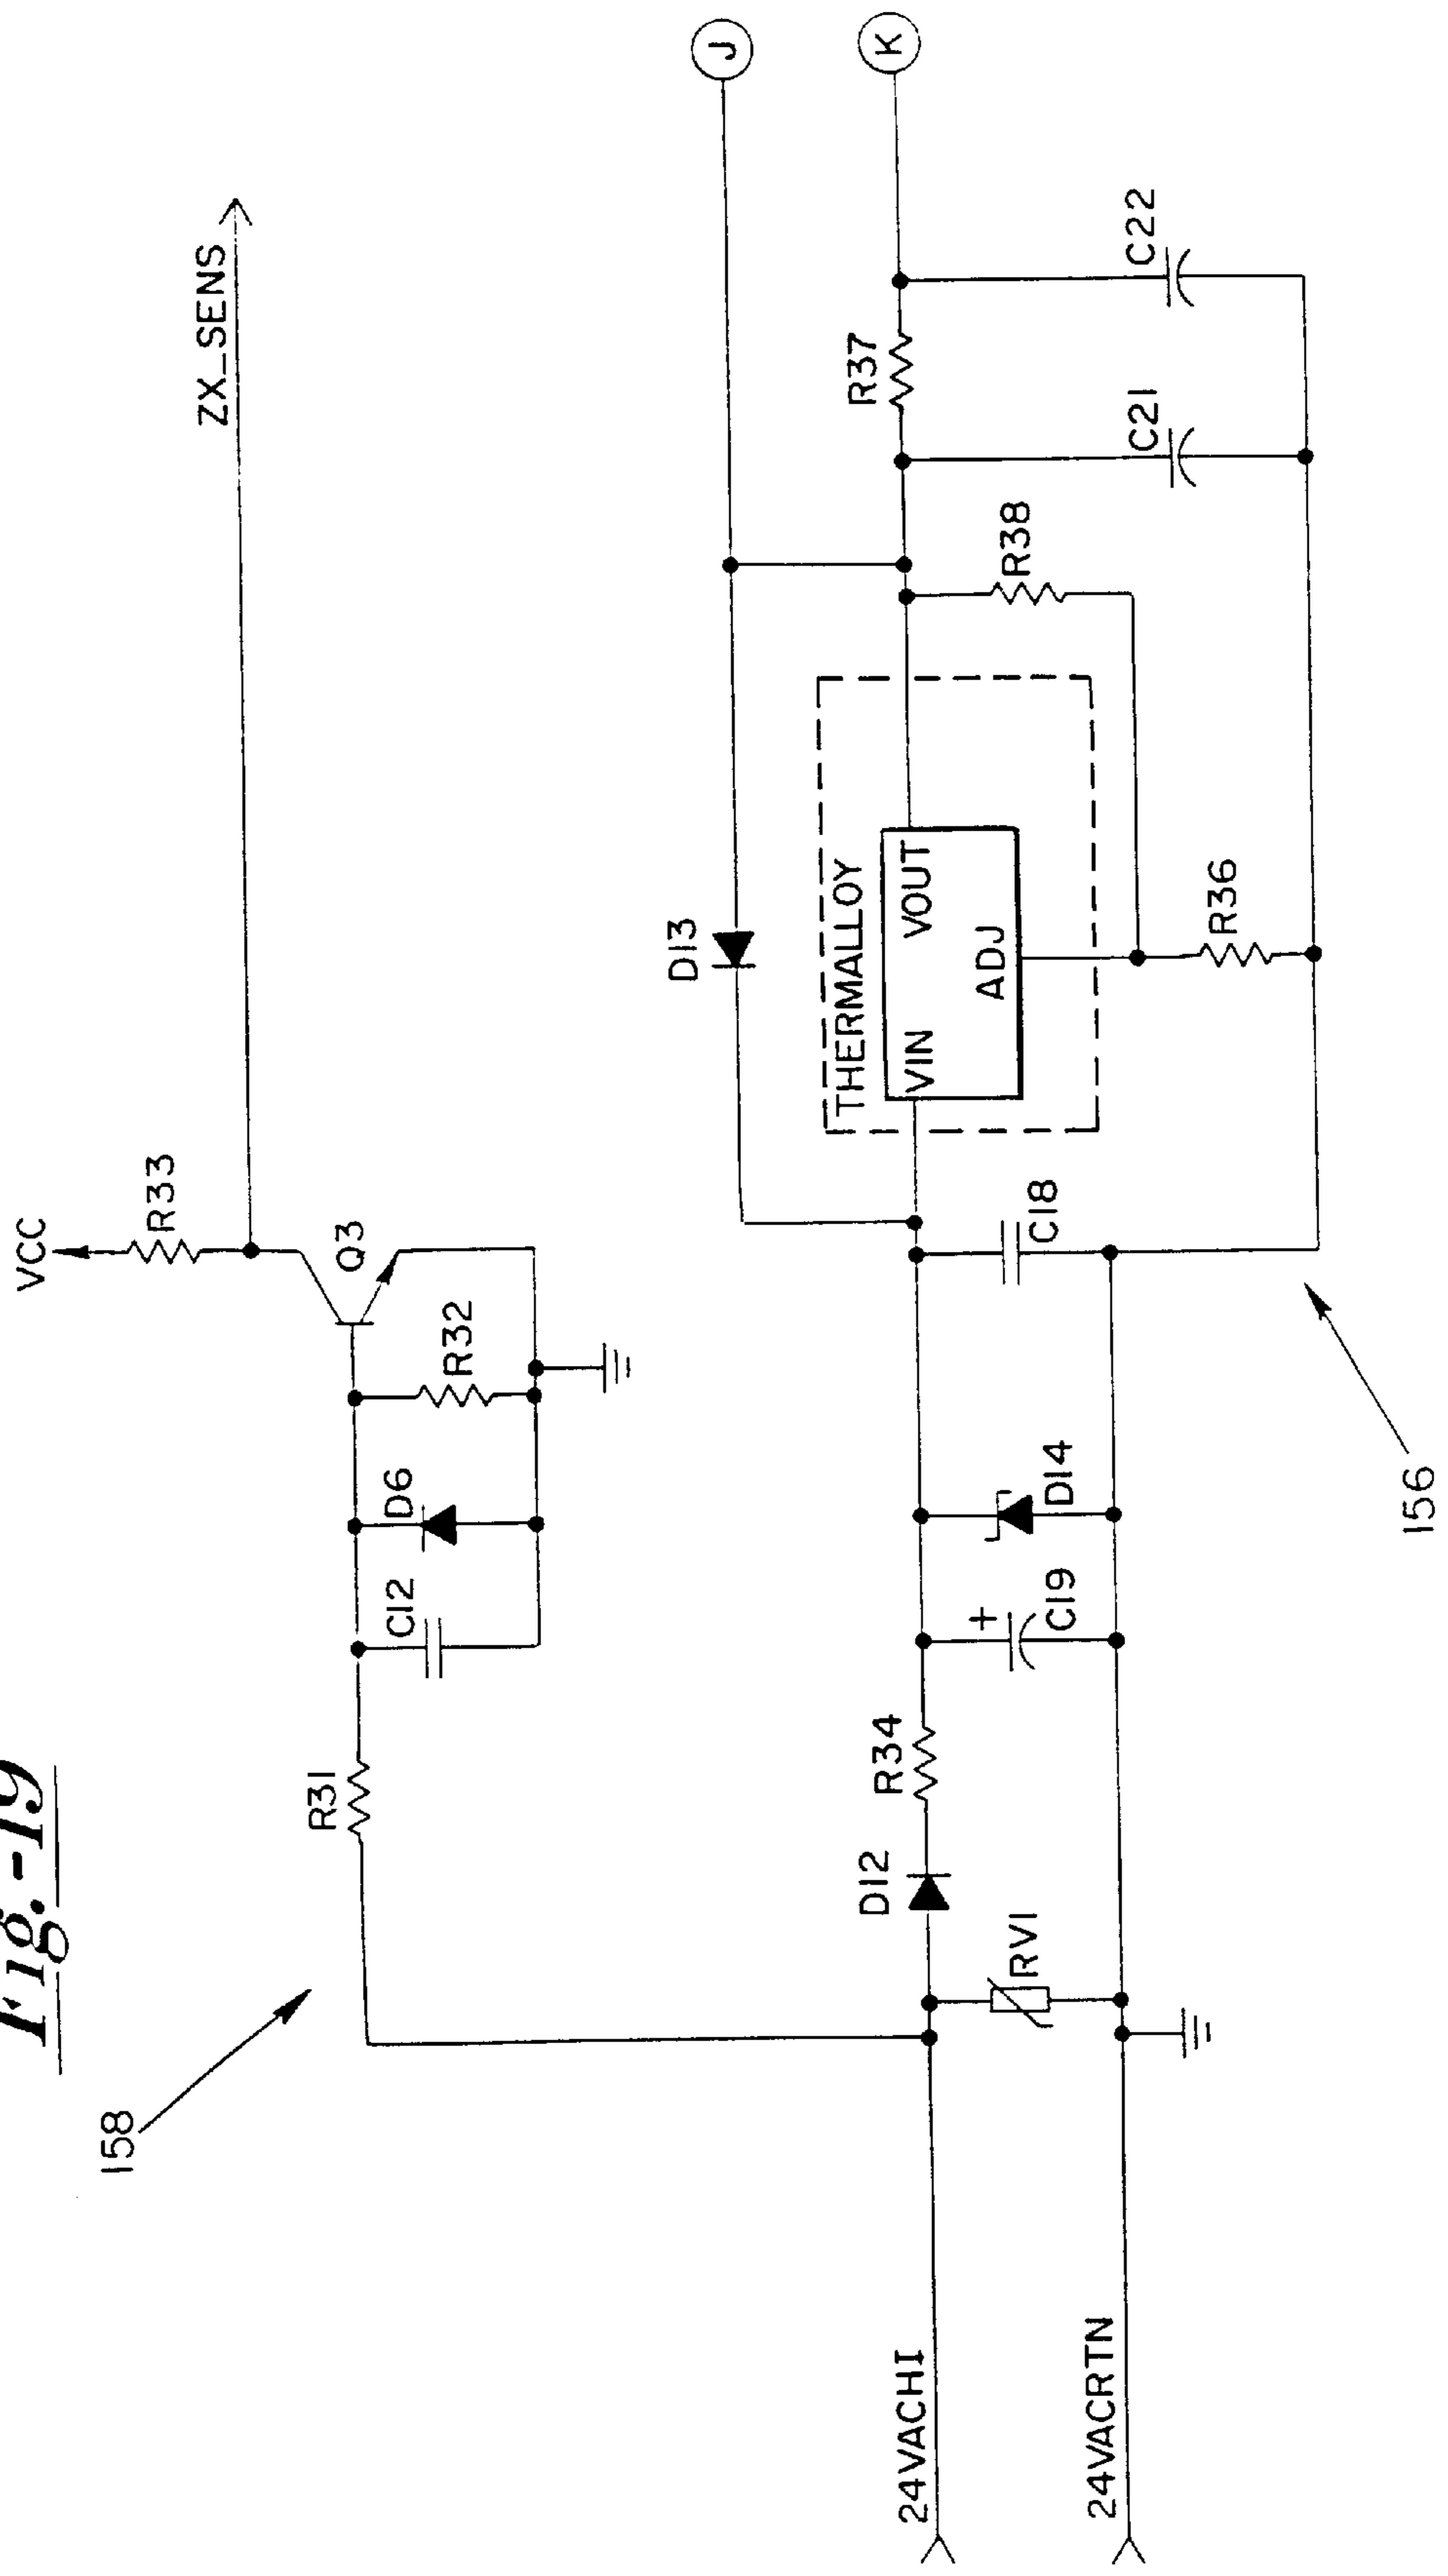 Fig.-19
158
VCC
R33
ZX_SENS
Q3
R31
C12
D6
R32
J
K
D13
THERMALLOY
VIN
VOUT
ADJ
R37
R38
C21
C22
R36
C18
D12
R34
C19
+
D14
RV1
24VACHI
24VACRTN
156